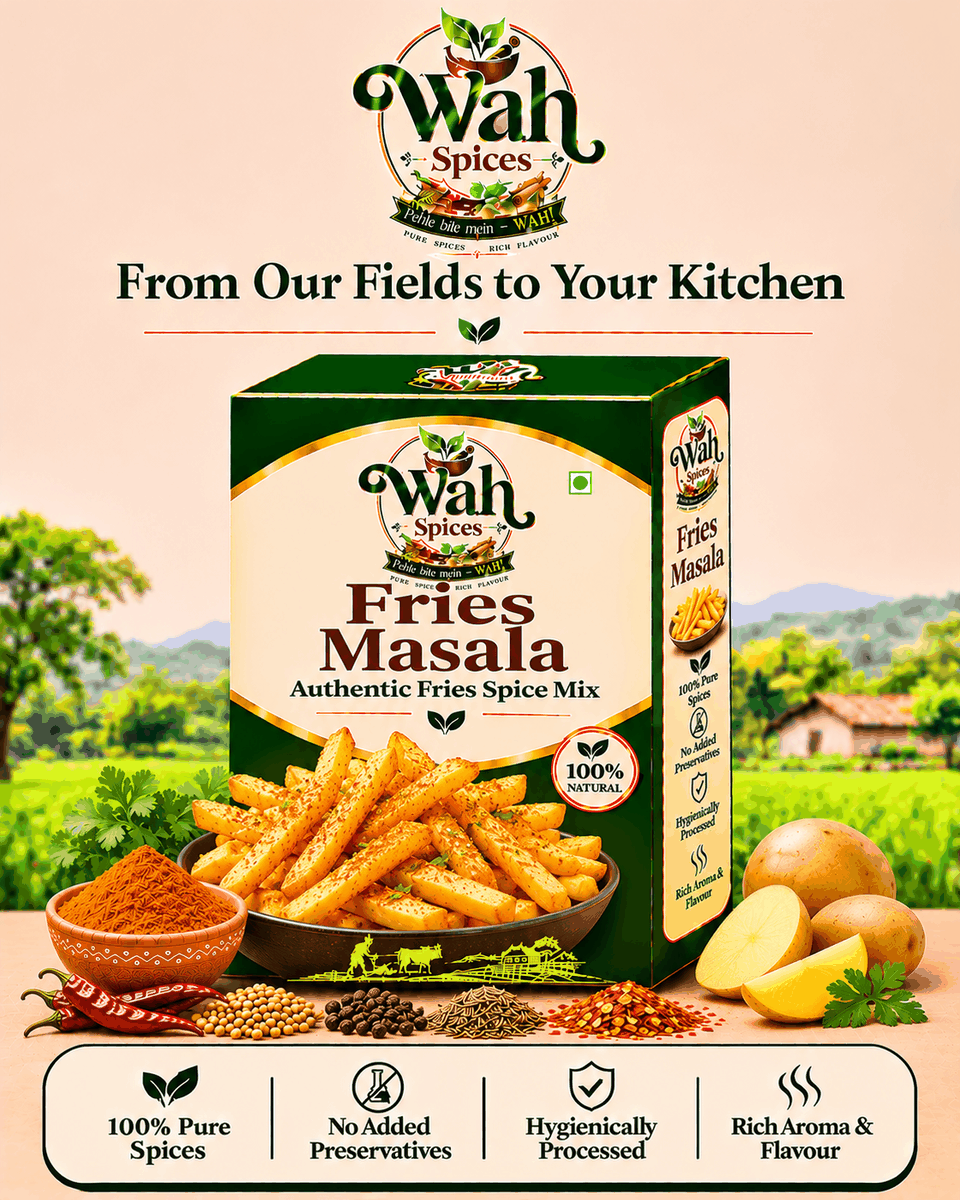 Wah
Spices
Pehle bite mein – WAH!
PURE SPICES RICH FLAVOUR
From Our Fields to Your Kitchen
Wah
Spices
Pehle bite mein – WAH!
PURE SPICE RICH FLAVOUR
Fries
Masala
Authentic Fries Spice Mix
100%
NATURAL
Wah
Spices
Fries
Masala
100% Pure
Spices
No Added
Preservatives
Hygienically
Processed
Rich Aroma &
Flavour
100% Pure
Spices
No Added
Preservatives
Hygienically
Processed
Rich Aroma &
Flavour